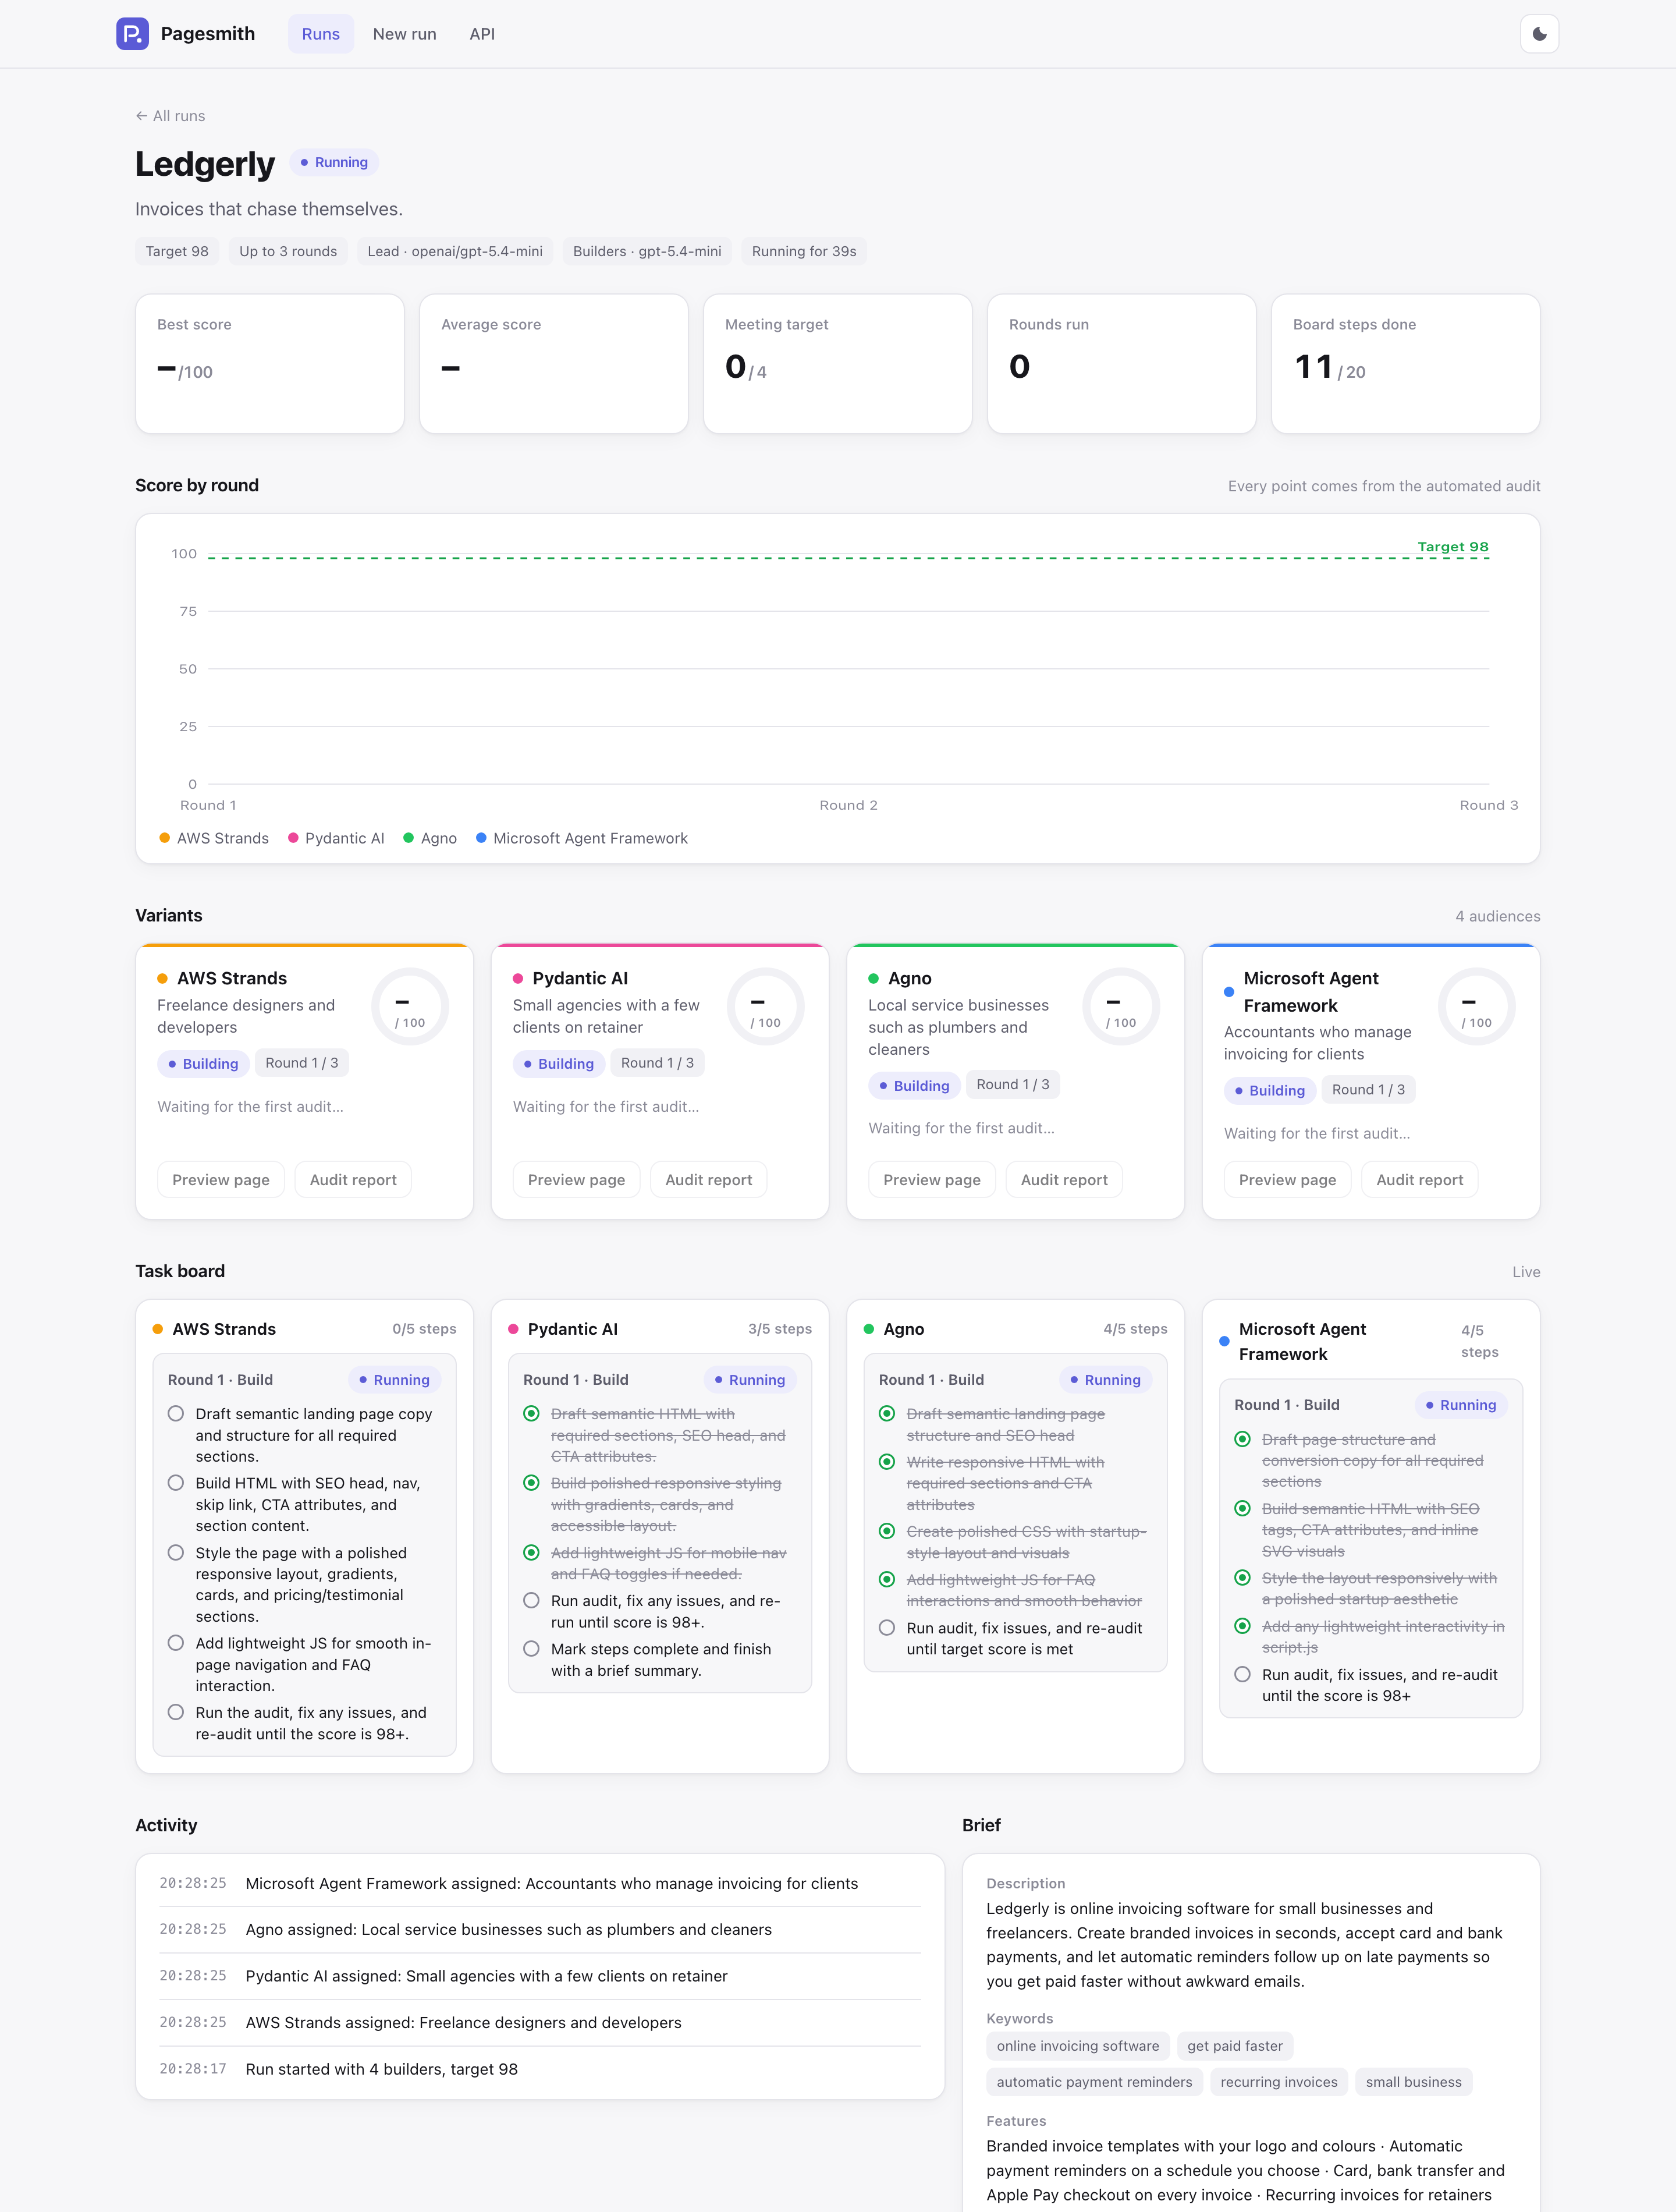 Pagesmith
Runs
New run
API
← All runs
Ledgerly
Running
Invoices that chase themselves.
Target 98
Up to 3 rounds
Lead · openai/gpt-5.4-mini
Builders · gpt-5.4-mini
Running for 39s
Best score
–/100
Average score
–
Meeting target
0/ 4
Rounds run
0
Board steps done
11/ 20
Score by round
Every point comes from the automated audit
100
Target 98
75
50
25
0
Round 1
Round 2
Round 3
AWS Strands
Pydantic AI
Agno
Microsoft Agent Framework
Variants
4 audiences
AWS Strands
Freelance designers and
developers
Building
Round 1 / 3
–
/ 100
Waiting for the first audit…
Preview page
Audit report
Pydantic AI
Small agencies with a few
clients on retainer
Building
Round 1 / 3
–
/ 100
Waiting for the first audit…
Preview page
Audit report
Agno
Local service businesses
such as plumbers and
cleaners
Building
Round 1 / 3
–
/ 100
Waiting for the first audit…
Preview page
Audit report
Microsoft Agent
Framework
Accountants who manage
invoicing for clients
Building
Round 1 / 3
–
/ 100
Waiting for the first audit…
Preview page
Audit report
Task board
Live
AWS Strands
0/5 steps
Round 1 · Build
Running
Draft semantic landing page copy
and structure for all required
sections.
Build HTML with SEO head, nav,
skip link, CTA attributes, and
section content.
Style the page with a polished
responsive layout, gradients,
cards, and pricing/testimonial
sections.
Add lightweight JS for smooth in-
page navigation and FAQ
interaction.
Run the audit, fix any issues, and
re-audit until the score is 98+.
Pydantic AI
3/5 steps
Round 1 · Build
Running
Draft semantic HTML with
required sections, SEO head, and
CTA attributes.
Build polished responsive styling
with gradients, cards, and
accessible layout.
Add lightweight JS for mobile nav
and FAQ toggles if needed.
Run audit, fix any issues, and re-
run until score is 98+.
Mark steps complete and finish
with a brief summary.
Agno
4/5 steps
Round 1 · Build
Running
Draft semantic landing page
structure and SEO head
Write responsive HTML with
required sections and CTA
attributes
Create polished CSS with startup-
style layout and visuals
Add lightweight JS for FAQ
interactions and smooth behavior
Run audit, fix issues, and re-audit
until target score is met
Microsoft Agent
Framework
4/5
steps
Round 1 · Build
Running
Draft page structure and
conversion copy for all required
sections
Build semantic HTML with SEO
tags, CTA attributes, and inline
SVG visuals
Style the layout responsively with
a polished startup aesthetic
Add any lightweight interactivity in
script.js
Run audit, fix issues, and re-audit
until the score is 98+
Activity
20:28:25 Microsoft Agent Framework assigned: Accountants who manage invoicing for clients
20:28:25 Agno assigned: Local service businesses such as plumbers and cleaners
20:28:25 Pydantic AI assigned: Small agencies with a few clients on retainer
20:28:25 AWS Strands assigned: Freelance designers and developers
20:28:17 Run started with 4 builders, target 98
Brief
Description
Ledgerly is online invoicing software for small businesses and
freelancers. Create branded invoices in seconds, accept card and bank
payments, and let automatic reminders follow up on late payments so
you get paid faster without awkward emails.
Keywords
online invoicing software
get paid faster
automatic payment reminders
recurring invoices
small business
Features
Branded invoice templates with your logo and colours · Automatic
payment reminders on a schedule you choose · Card, bank transfer and
Apple Pay checkout on every invoice · Recurring invoices for retainers